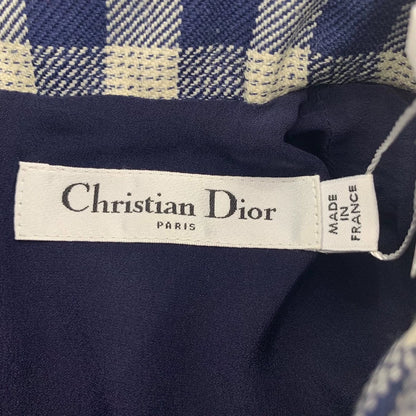 Christian Dior
PARIS
MADE
IN
FRANCE